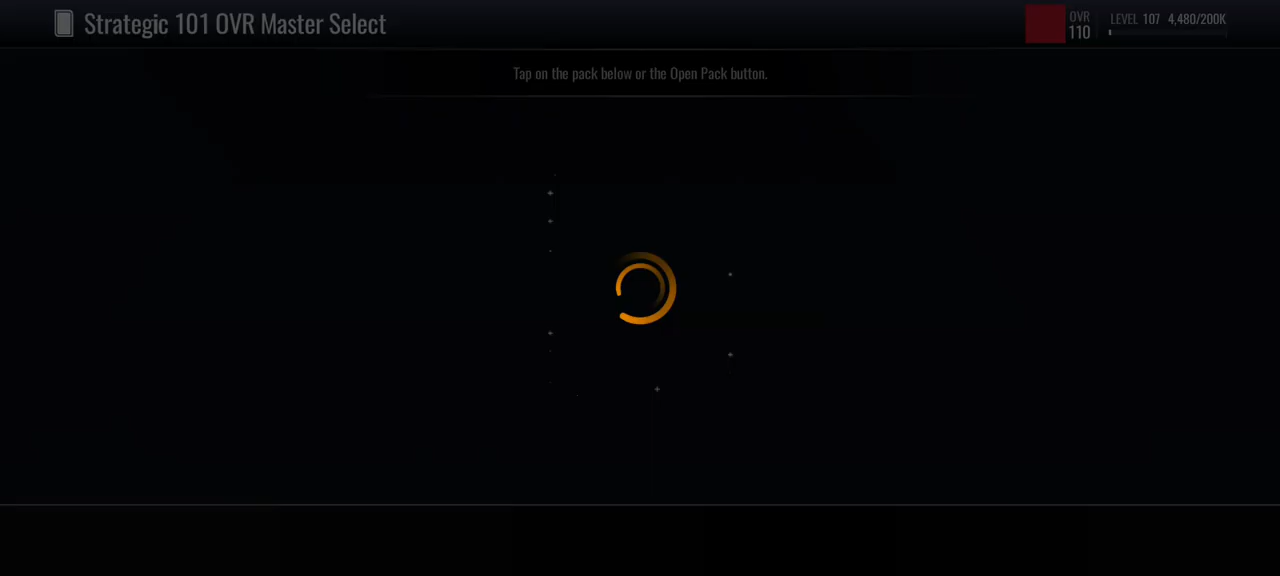 Strategic 101 OVR Master Select
OVR
110
LEVEL 107 4,480/200K
Tap on the pack below or the Open Pack button.